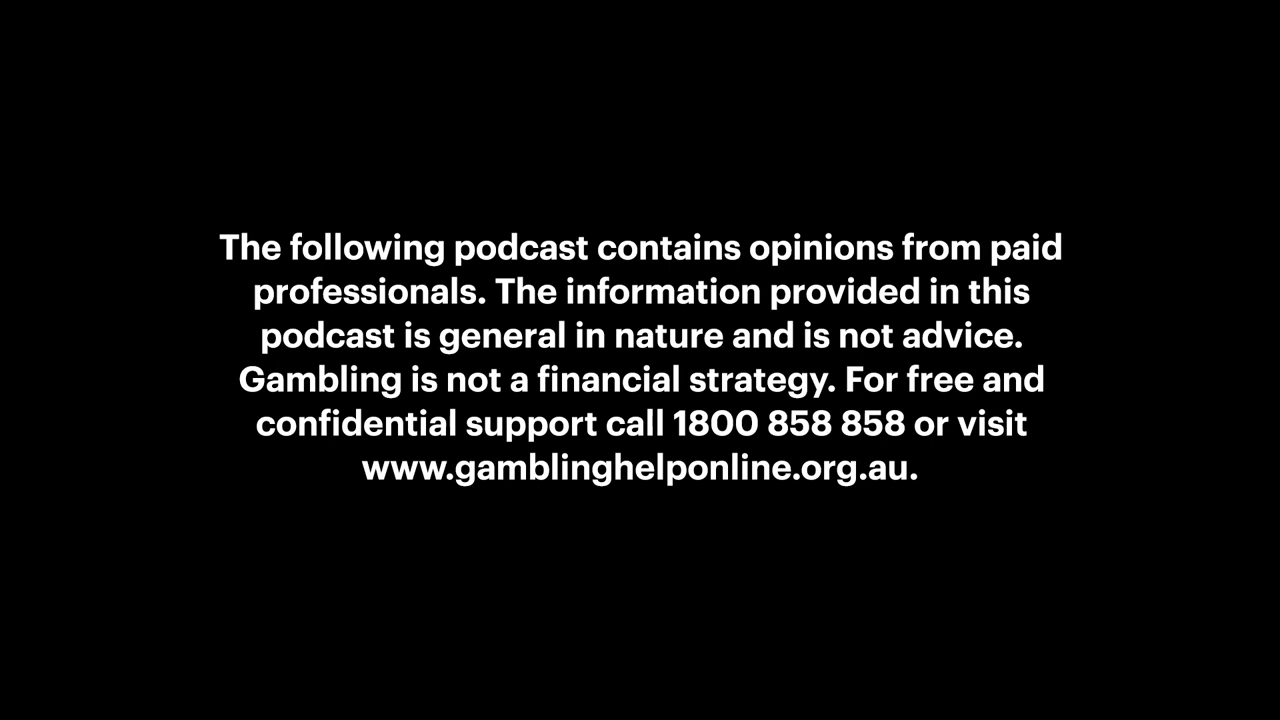 The following podcast contains opinions from paid
professionals. The information provided in this
podcast is general in nature and is not advice.
Gambling is not a financial strategy. For free and
confidential support call 1800 858 858 or visit
www.gamblinghelponline.org.au.